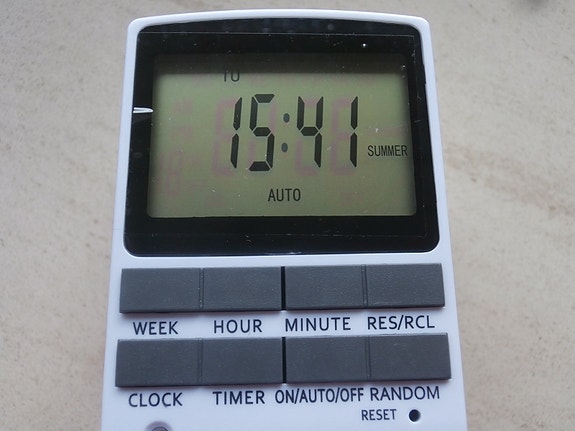 TU
15:41
SUMMER
AUTO
WEEK HOUR MINUTE RES/RCL
CLOCK TIMER ON/AUTO/OFF RANDOM
RESET